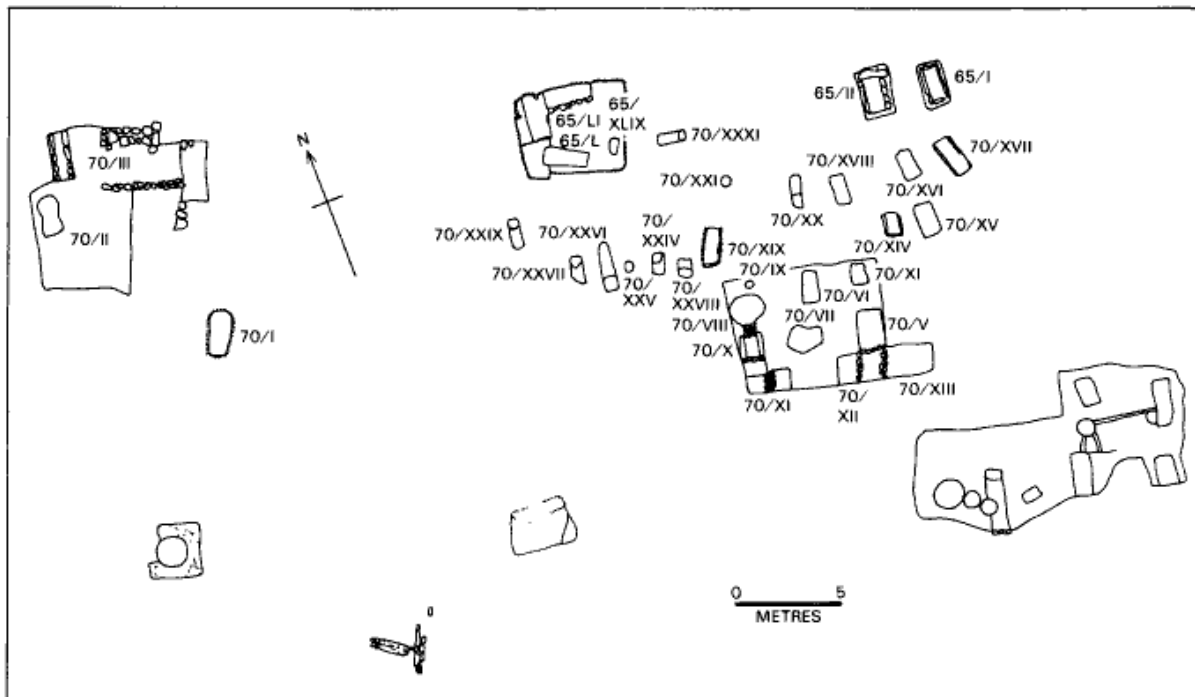 65/II
65/I
65/
XLIX
65/LI
65/L
70/XXXI
70/XVIII
70/XVII
70/III
N
70/XXI
70/XVI
70/XX
70/II
70/XXIX
70/XXVI
70/
XXIV
70/XIX
70/XIV
70/XV
70/XXVII
70/
XXV
70/
XXVIII
70/IX
70/XI
70/VI
70/I
70/VIII
70/VII
70/V
70/X
70/XI
70/
XII
70/XIII
0 5
METRES